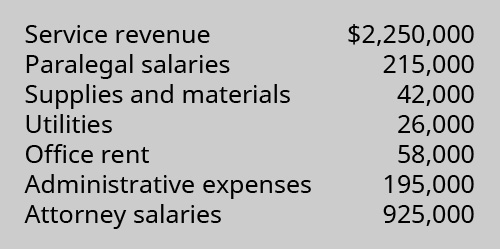 Service revenue $2,250,000
Paralegal salaries 215,000
Supplies and materials 42,000
Utilities 26,000
Office rent 58,000
Administrative expenses 195,000
Attorney salaries 925,000